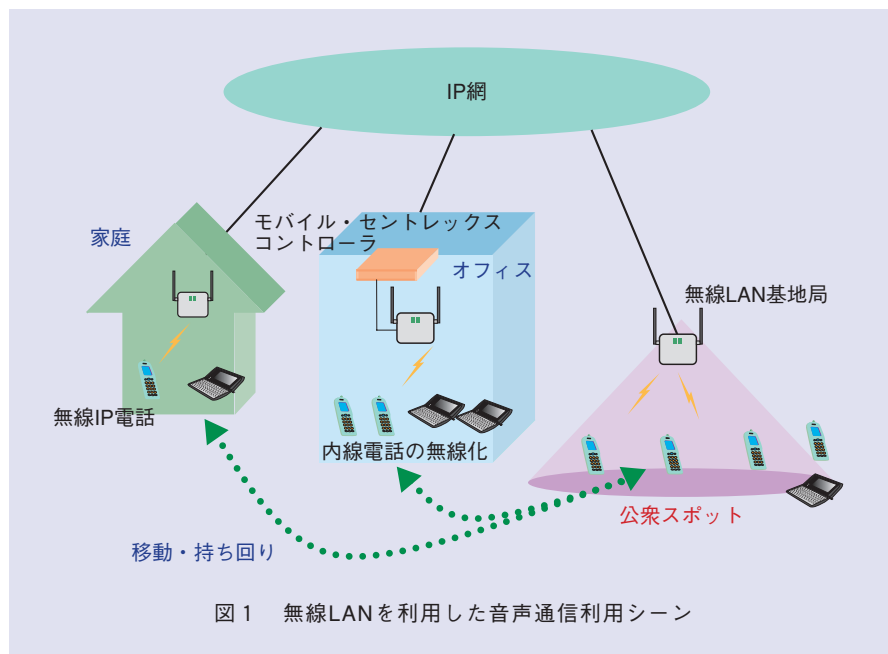 IP網
モバイル・セントレックス
コントローラ
家庭
オフィス
無線LAN基地局
無線IP電話
内線電話の無線化
公衆スポット
移動・持ち回り
図1 無線LANを利用した音声通信利用シーン